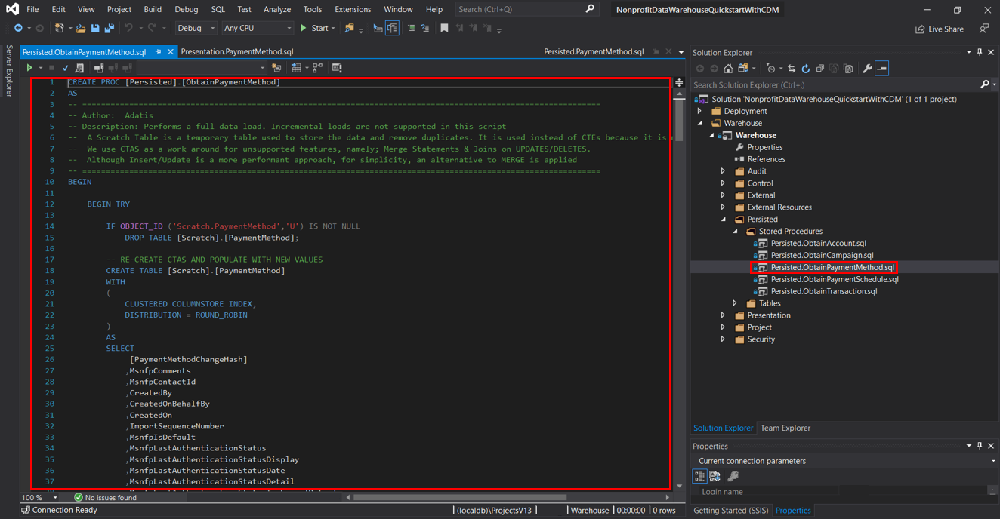 File Edit View Project Build Debug SQL Test Analyze Tools Extensions Window Help Search (Ctrl+Q) NonprofitDataWarehouseQuickstartWithCDM
Debug Any CPU Start Live Share
Server Explorer
Persisted.ObtainPaymentMethod.sql Presentation.PaymentMethod.sql Persisted.PaymentMethod.sql
1 CREATE PROC [Persisted].[ObtainPaymentMethod]
2 AS
3 -- ==============================================================================================================
4 -- Author: Adatis
5 -- Description: Performs a full data load. Incremental loads are not supported in this script
6 -- A Scratch Table is a temporary table used to store the data and remove duplicates. It is used instead of CTEs because it is
7 -- We use CTAS as a work around for unsupported features, namely; Merge Statements & Joins on UPDATES/DELETES.
8 -- Although Insert/Update is a more performant approach, for simplicity, an alternative to MERGE is applied
9 -- ==============================================================================================================
10 BEGIN
11
12 BEGIN TRY
13
14 IF OBJECT_ID ('Scratch.PaymentMethod','U') IS NOT NULL
15 DROP TABLE [Scratch].[PaymentMethod];
16
17 -- RE-CREATE CTAS AND POPULATE WITH NEW VALUES
18 CREATE TABLE [Scratch].[PaymentMethod]
19 WITH
20 (
21 CLUSTERED COLUMNSTORE INDEX,
22 DISTRIBUTION = ROUND_ROBIN
23 )
24 AS
25 SELECT
26 [PaymentMethodChangeHash]
27 ,MsnfpComments
28 ,MsnfpContactId
29 ,CreatedBy
30 ,CreatedOnBehalfBy
31 ,CreatedOn
32 ,ImportSequenceNumber
33 ,MsnfpIsDefault
34 ,MsnfpLastAuthenticationStatus
35 ,MsnfpLastAuthenticationStatusDisplay
36 ,MsnfpLastAuthenticationStatusDate
37 ,MsnfpLastAuthenticationStatusDetail
100 % No issues found
Connection Ready (localdb)\ProjectsV13 Warehouse 00:00:00 0 rows
Solution Explorer
Search Solution Explorer (Ctrl+;)
Solution 'NonprofitDataWarehouseQuickstartWithCDM' (1 of 1 project)
Deployment
Warehouse
Warehouse
Properties
References
Audit
Control
External
External Resources
Persisted
Stored Procedures
Persisted.ObtainAccount.sql
Persisted.ObtainCampaign.sql
Persisted.ObtainPaymentMethod.sql
Persisted.ObtainPaymentSchedule.sql
Persisted.ObtainTransaction.sql
Tables
Presentation
Project
Security
Solution Explorer Team Explorer
Properties
Current connection parameters
Login name
Getting Started (SSIS) Properties